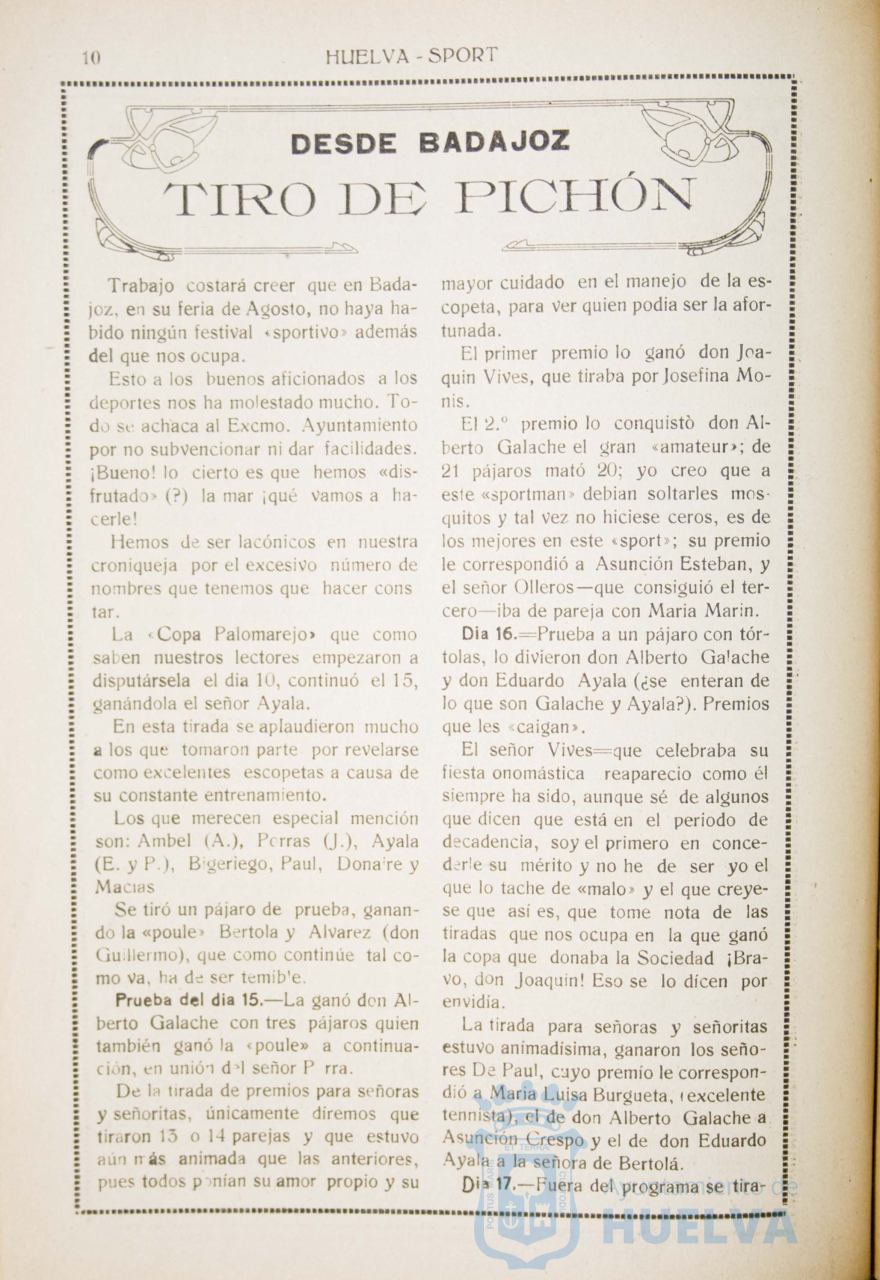 10
HUELVA - SPORT
DESDE BADAJOZ
TIRO DE PICHÓN
Trabajo costará creer que en Bada-
joz, en su feria de Agosto, no haya ha-
bido ningún festival «sportivo» además
del que nos ocupa.
Esto a los buenos aficionados a los
deportes nos ha molestado mucho. To-
do se achaca al Excmo. Ayuntamiento
por no subvencionar ni dar facilidades.
¡Bueno! lo cierto es que hemos «dis-
frutado» (?) la mar ¡qué vamos a ha-
cerle!
Hemos de ser lacónicos en nuestra
croniqueja por el excesivo número de
nombres que tenemos que hacer cons
tar.
La «Copa Palomarejo» que como
saben nuestros lectores empezaron a
disputársela el dia 10, continuó el 15,
ganándola el señor Ayala.
En esta tirada se aplaudieron mucho
a los que tomaron parte por revelarse
como excelentes escopetas a causa de
su constante entrenamiento.
Los que merecen especial mención
son: Ambel (A.), Porras (J.), Ayala
(E. y P.), Bigeriego, Paul, Donaire y
Macias
Se tiró un pájaro de prueba, ganan-
do la «poule» Bertola y Alvarez (don
Guillermo), que como continúe tal co-
mo va, ha de ser temible.
Prueba del dia 15.—La ganó don Al-
berto Galache con tres pájaros quien
también ganó la «poule» a continua-
ción, en unión del señor P rra.
De la tirada de premios para señoras
y señoritas, únicamente díremos que
tiraron 13 o 14 parejas y que estuvo
aún más animada que las anteriores,
pues todos ponían su amor propio y su
mayor cuidado en el manejo de la es-
copeta, para ver quien podia ser la afor-
tunada.
El primer premio lo ganó don Joa-
quin Vives, que tiraba por Josefina Mo-
nis.
El 2.º premio lo conquistò don Al-
berto Galache el gran «amateur»; de
21 pájaros mató 20; yo creo que a
este «sportman» debian soltarles mos-
quitos y tal vez no hiciese ceros, es de
los mejores en este «sport»; su premio
le correspondió a Asunción Esteban, y
el señor Olleros—que consiguió el ter-
cero—iba de pareja con Maria Marin.
Dia 16.=Prueba a un pájaro con tór-
tolas, lo divieron don Alberto Galache
y don Eduardo Ayala (¿se enteran de
lo que son Galache y Ayala?). Premios
que les «caigan».
El señor Vives=que celebraba su
fiesta onomástica reaparecio como él
siempre ha sido, aunque sé de algunos
que dicen que está en el periodo de
decadencia, soy el primero en conce-
derle su mérito y no he de ser yo el
que lo tache de «malo» y el que creye-
se que así es, que tome nota de las
tiradas que nos ocupa en la que ganó
la copa que donaba la Sociedad ¡Bra-
vo, don Joaquin! Eso se lo dícen por
envidia.
La tirada para señoras y señoritas
estuvo animadísima, ganaron los seño-
res De Paul, cuyo premio le correspon-
dió a Maria Luisa Burgueta, (excelente
tennista), el de don Alberto Galache a
Asunción Crespo y el de don Eduardo
Ayala a la señora de Bertolá.
Dia 17.—Fuera del programa se tira-
Ayuntamiento de
HUELVA